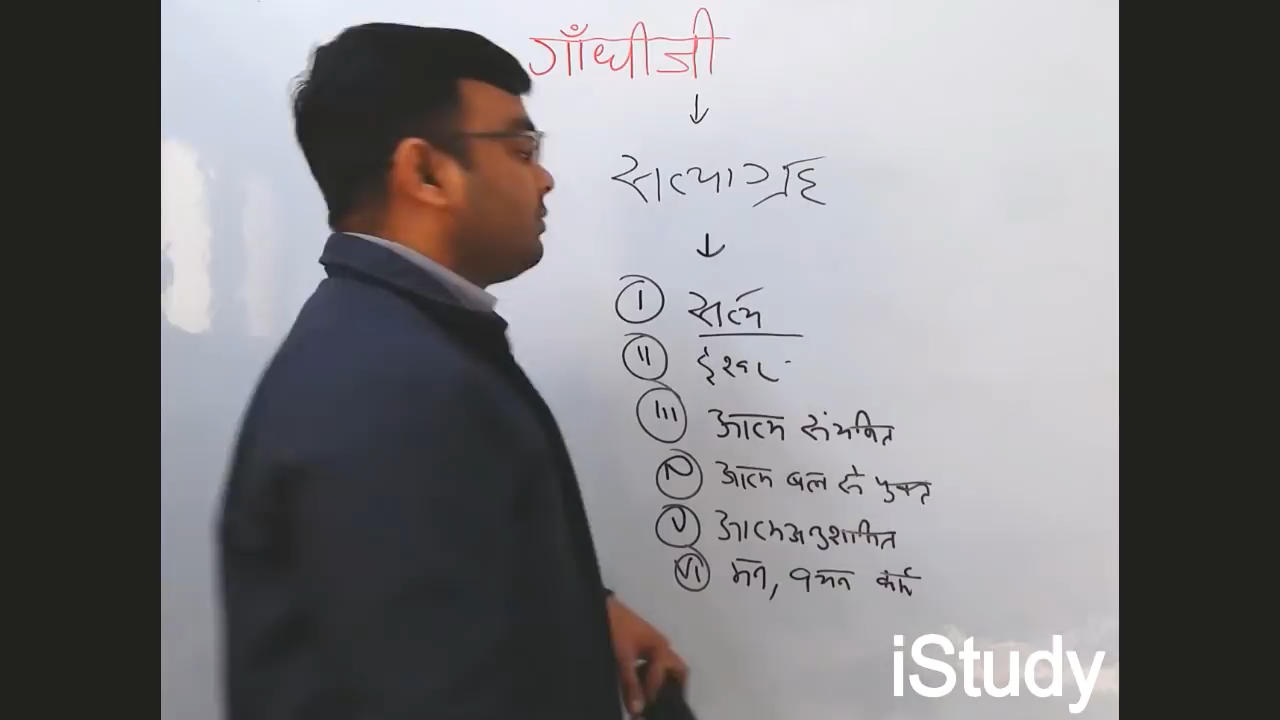 गाँधीजी
↓
सत्याग्रह
↓
I सत्य
II ईश्वर
III आत्म संयमित
IV आत्म बल से युक्त
V आत्मअनुशासित
VI मन, वचन कर्म
iStudy